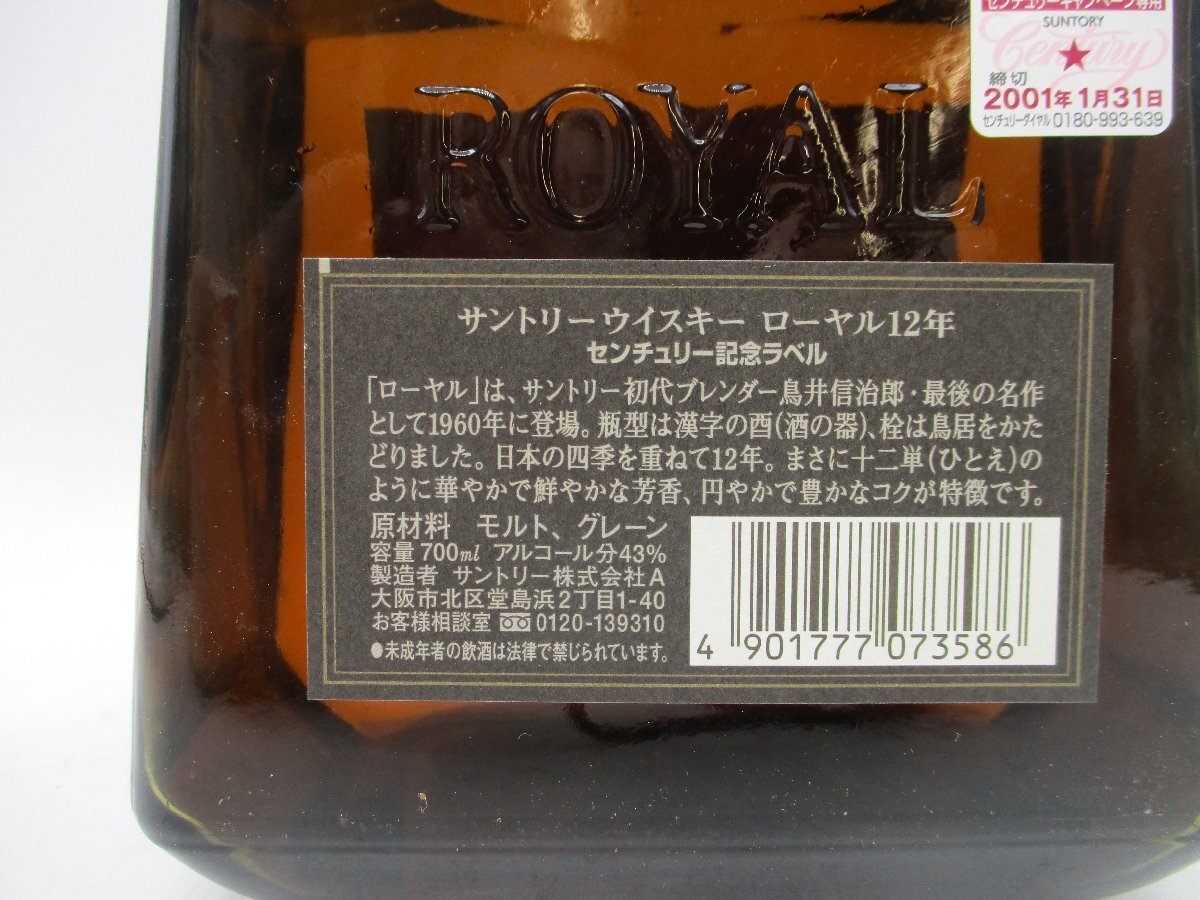 センチュリーキャンペーン専用
SUNTORY
Century
締切
2001年1月31日
センチュリーダイヤル 0180-993-639
ROYAL
サントリーウイスキー ローヤル12年
センチュリー記念ラベル
「ローヤル」は、サントリー初代ブレンダー鳥井信治郎・最後の名作
として1960年に登場。瓶型は漢字の酉(酒の器)、栓は鳥居をかた
どりました。日本の四季を重ねて12年。まさに十二単(ひとえ)の
ように華やかで鮮やかな芳香、円やかで豊かなコクが特徴です。
原材料 モルト、グレーン
容量 700ml アルコール分43%
製造者 サントリー株式会社A
大阪市北区堂島浜2丁目1-40
お客様相談室 0120-139310
●未成年者の飲酒は法律で禁じられています。
4 901777 073586